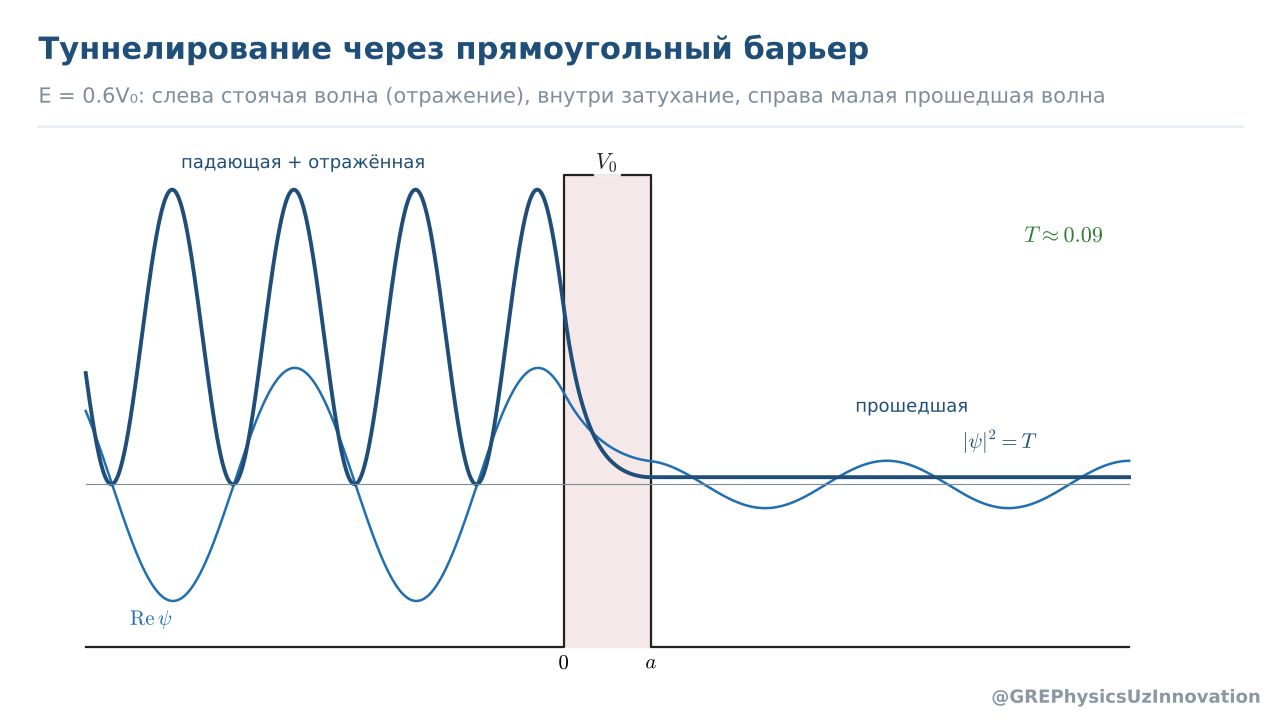 Туннелирование через прямоугольный барьер
E = 0.6V₀: слева стоячая волна (отражение), внутри затухание, справа малая прошедшая волна
падающая + отражённая
V₀
T ≈ 0.09
прошедшая
|ψ|² = T
Re ψ
0
a
@GREPhysicsUzInnovation